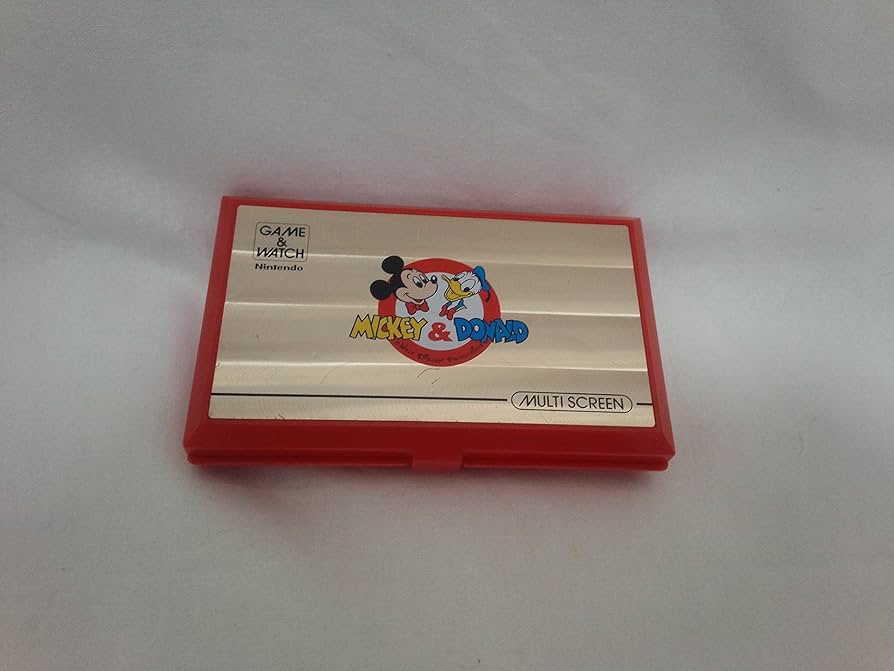 GAME
&
WATCH
Nintendo
MICKEY & DONALD
MULTI SCREEN